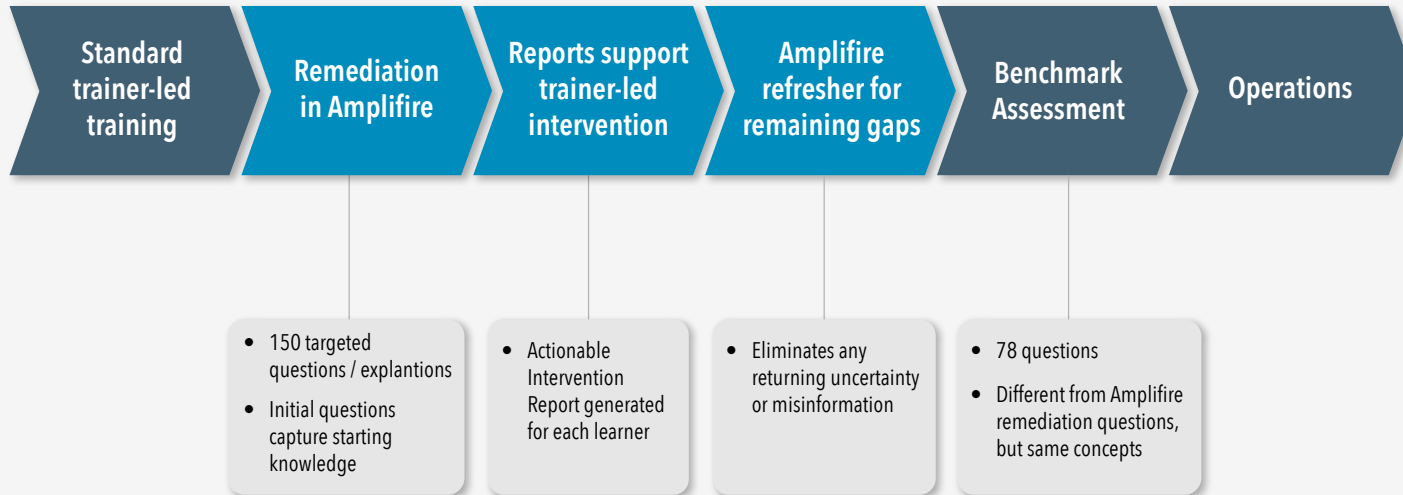 Standard
trainer-led
training
Remediation
in Amplifire
Reports support
trainer-led
intervention
Amplifire
refresher for
remaining gaps
Benchmark
Assessment
Operations
• 150 targeted
questions / explantions
• Initial questions
capture starting
knowledge
• Actionable
Intervention
Report generated
for each learner
• Eliminates any
returning uncertainty
or misinformation
• 78 questions
• Different from Amplifire
remediation questions,
but same concepts